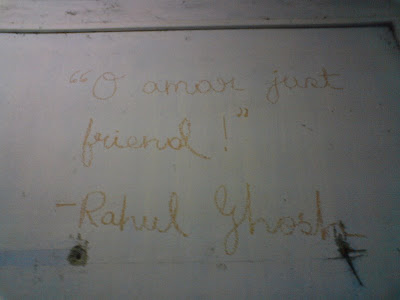 “O amar just
friend!”
-Rahul Ghosh